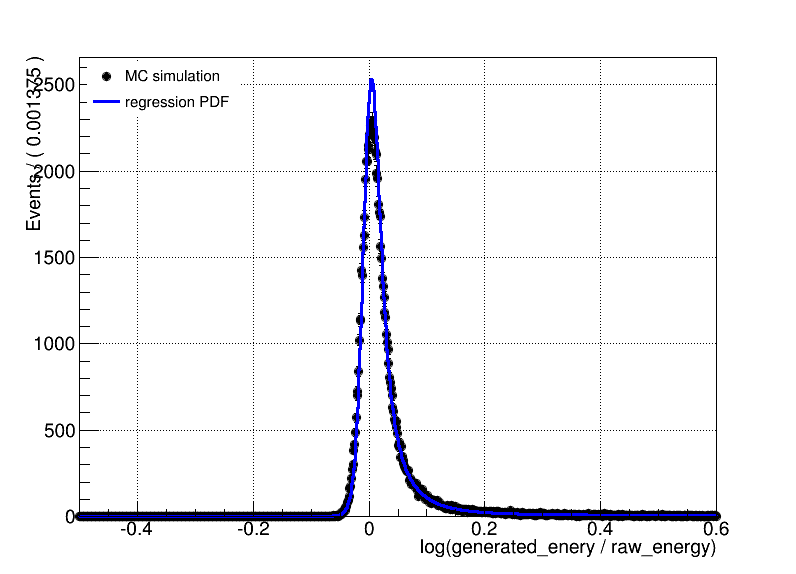 Events / ( 0.001375 )
MC simulation
regression PDF
2500
2000
1500
1000
500
0
-0.4 -0.2 0 0.2 0.4 0.6
log(generated_enery / raw_energy)